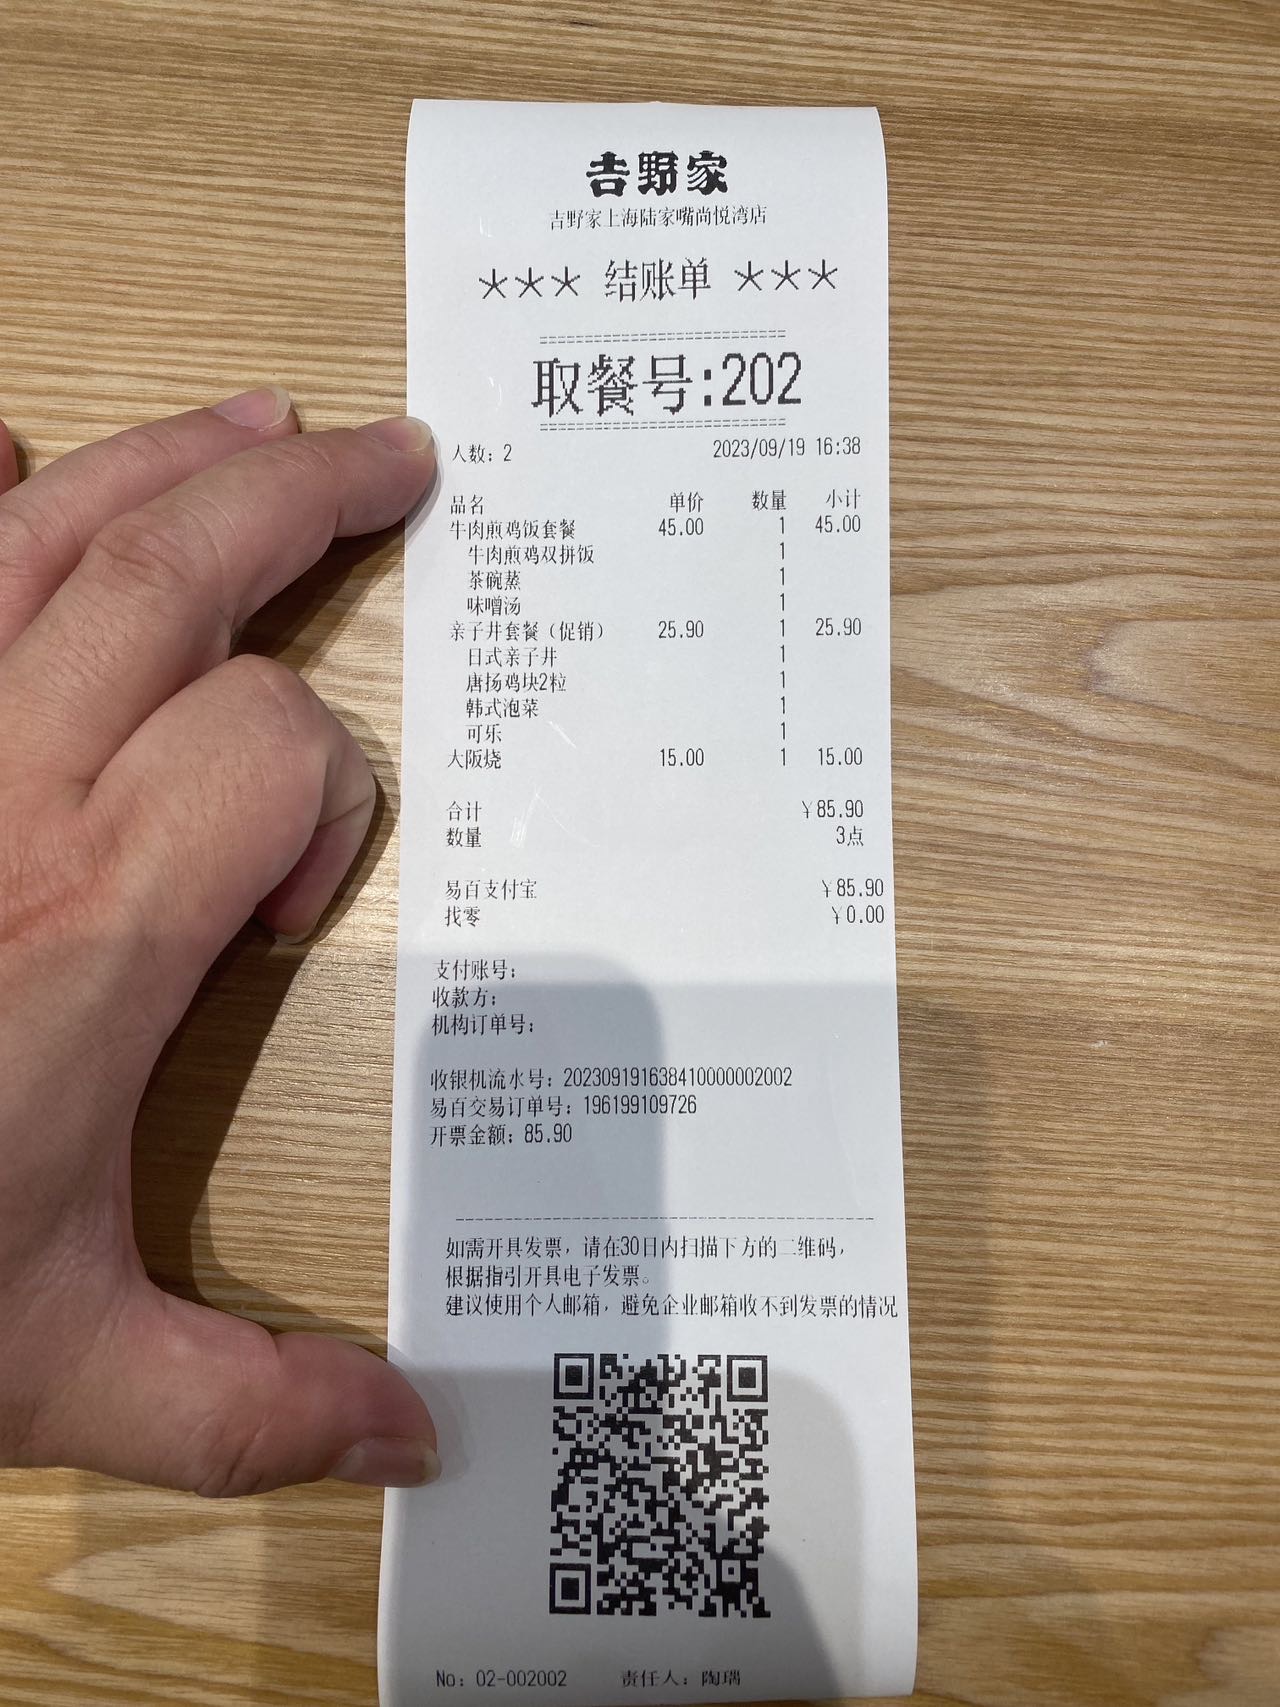 吉野家
吉野家上海陆家嘴尚悦湾店
*** 结账单 ***
==============================
取餐号:202
==============================
人数: 2 2023/09/19 16:38
品名 单价 数量 小计
牛肉煎鸡饭套餐 45.00 1 45.00
牛肉煎鸡双拼饭 1
茶碗蒸 1
味噌汤 1
亲子丼套餐（促销） 25.90 1 25.90
日式亲子丼 1
唐扬鸡块2粒 1
韩式泡菜 1
可乐 1
大阪烧 15.00 1 15.00
合计 ￥85.90
数量 3点
易百支付宝 ￥85.90
找零 ￥0.00
支付账号:
收款方:
机构订单号:
收银机流水号: 202309191638410000002002
易百交易订单号: 196199109726
开票金额: 85.90
--------------------------------------------------
如需开具发票，请在30日内扫描下方的二维码，
根据指引开具电子发票。
建议使用个人邮箱，避免企业邮箱收不到发票的情况
No: 02-002002 责任人: 陶瑞